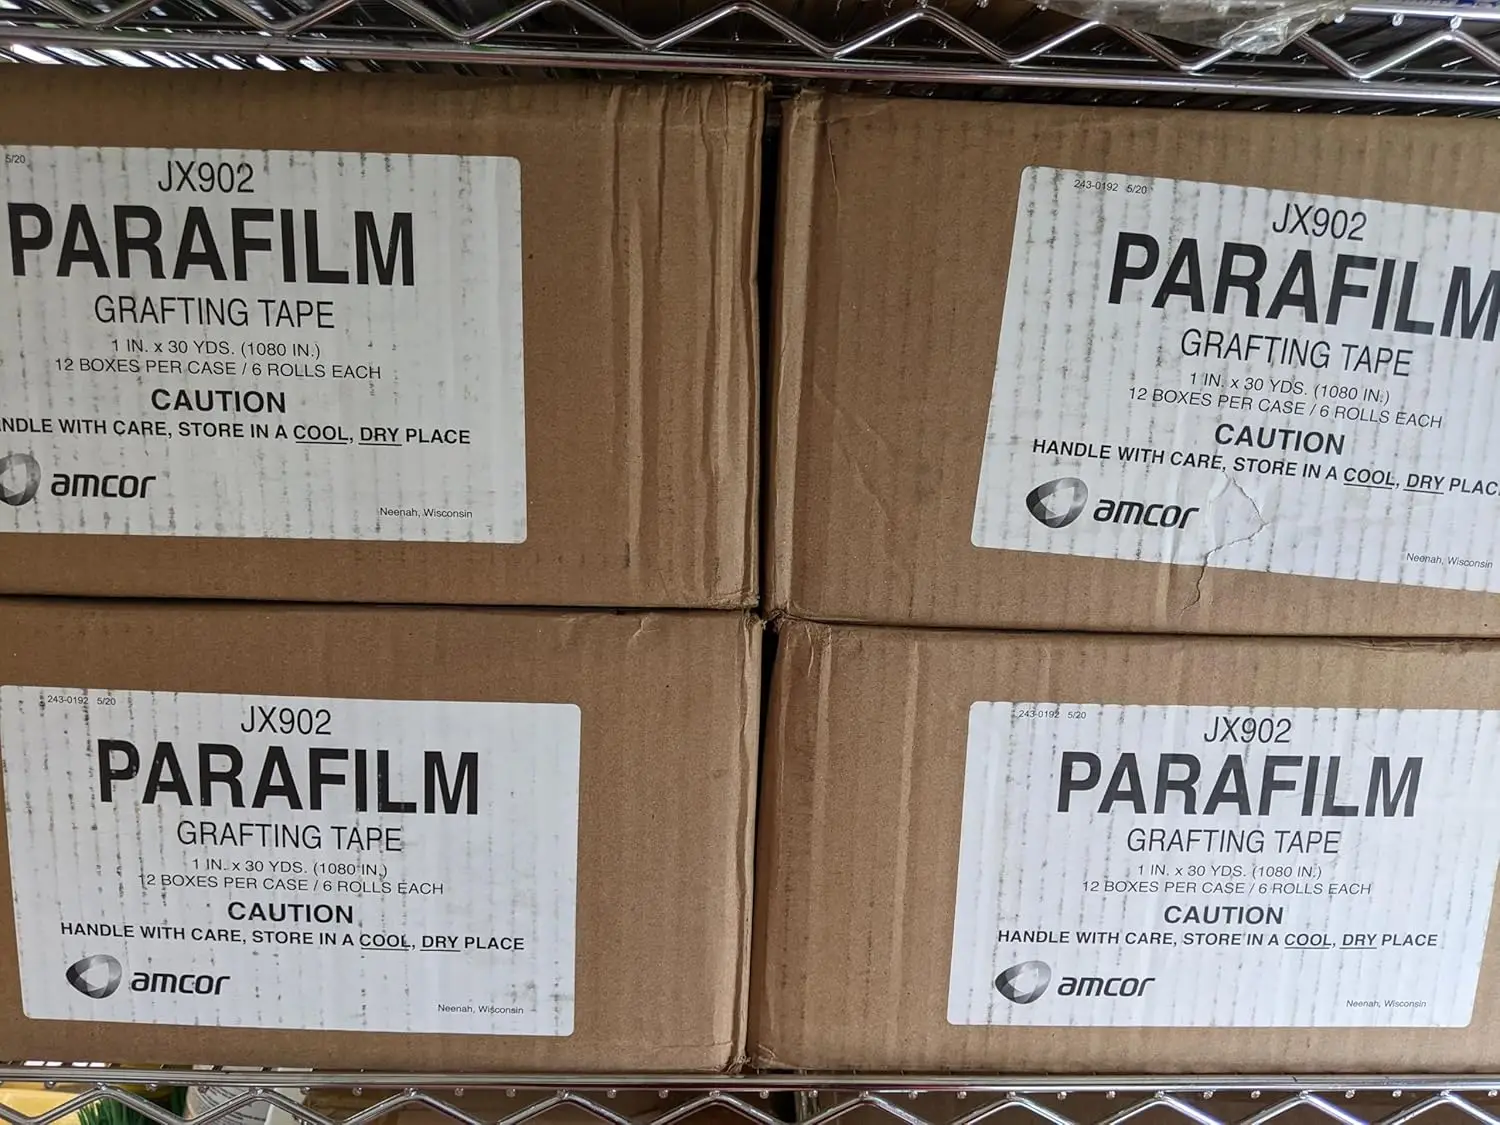 5/20
JX902
PARAFILM
GRAFTING TAPE
1 IN. x 30 YDS. (1080 IN.)
12 BOXES PER CASE / 6 ROLLS EACH
CAUTION
NDLE WITH CARE, STORE IN A COOL, DRY PLACE
amcor
Neenah, Wisconsin
243-0192 5/20
JX902
PARAFILM
GRAFTING TAPE
1 IN. x 30 YDS. (1080 IN.)
12 BOXES PER CASE / 6 ROLLS EACH
CAUTION
HANDLE WITH CARE, STORE IN A COOL, DRY PLAC
amcor
Neenah, Wisconsin
243-0192 5/20
JX902
PARAFILM
GRAFTING TAPE
1 IN. x 30 YDS. (1080 IN.)
12 BOXES PER CASE / 6 ROLLS EACH
CAUTION
HANDLE WITH CARE, STORE IN A COOL, DRY PLACE
amcor
Neenah, Wisconsin
243-0192 5/20
JX902
PARAFILM
GRAFTING TAPE
1 IN. x 30 YDS. (1080 IN.)
12 BOXES PER CASE / 6 ROLLS EACH
CAUTION
HANDLE WITH CARE, STORE IN A COOL, DRY PLACE
amcor
Neenah, Wisconsin